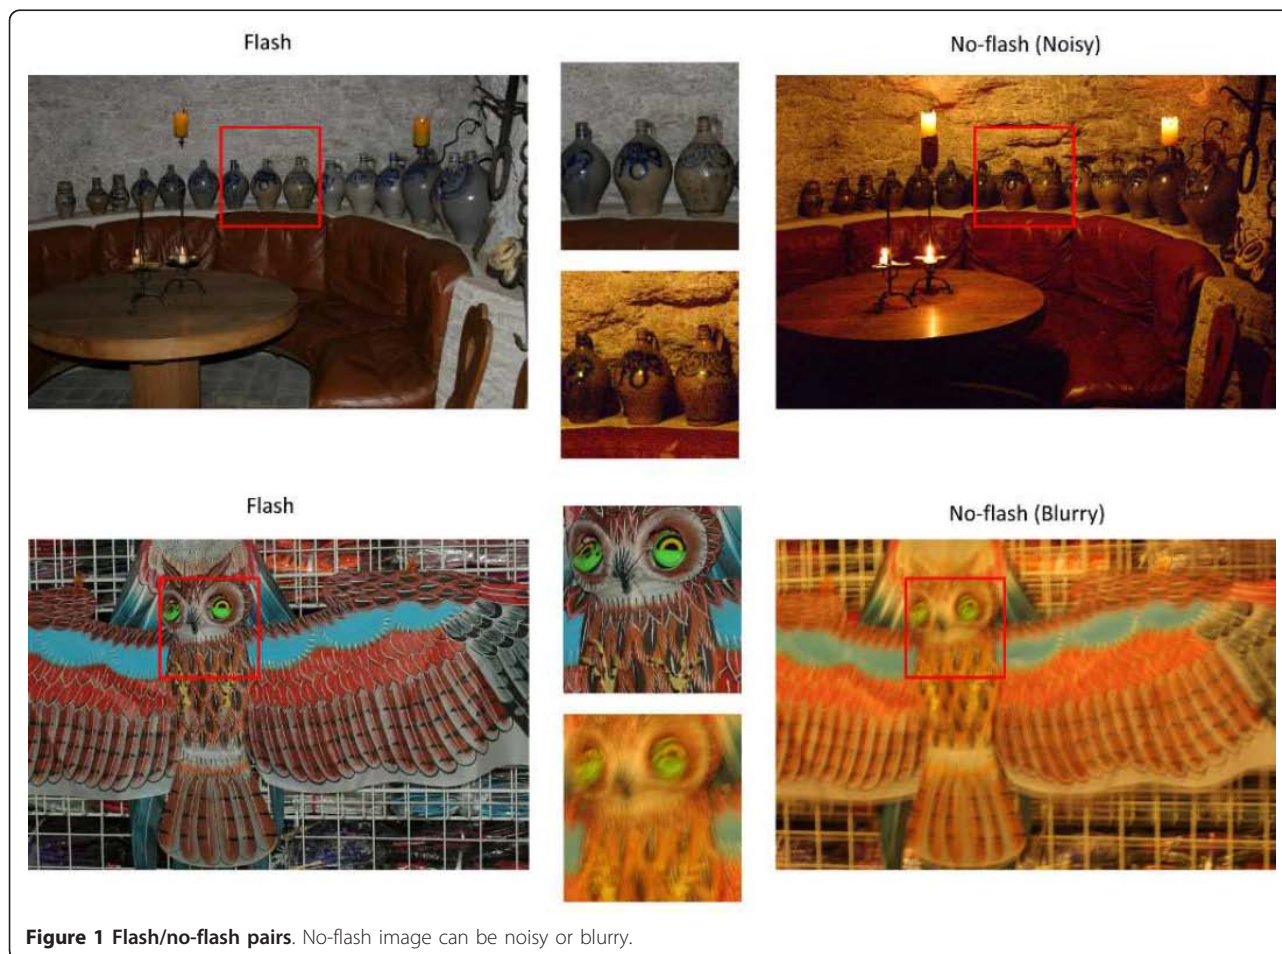 Flash
No-flash (Noisy)
Flash
No-flash (Blurry)
Figure 1 Flash/no-flash pairs. No-flash image can be noisy or blurry.